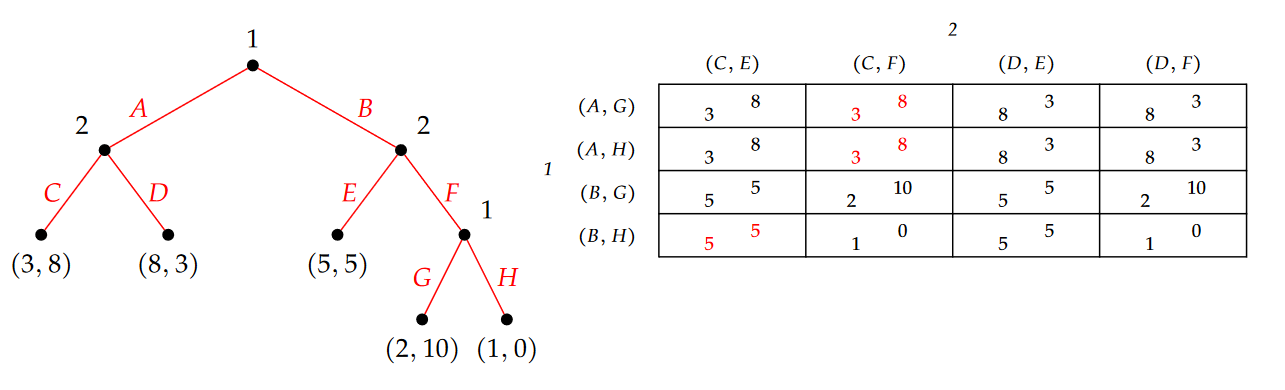 1
2
A
B
2
2
C
D
E
F
1
(3, 8)
(8, 3)
(5, 5)
G
H
(2, 10)
(1, 0)
2
(C, E) (C, F) (D, E) (D, F)
1
(A, G) 3 8 3 8 8 3 8 3
(A, H) 3 8 3 8 8 3 8 3
(B, G) 5 5 2 10 5 5 2 10
(B, H) 5 5 1 0 5 5 1 0